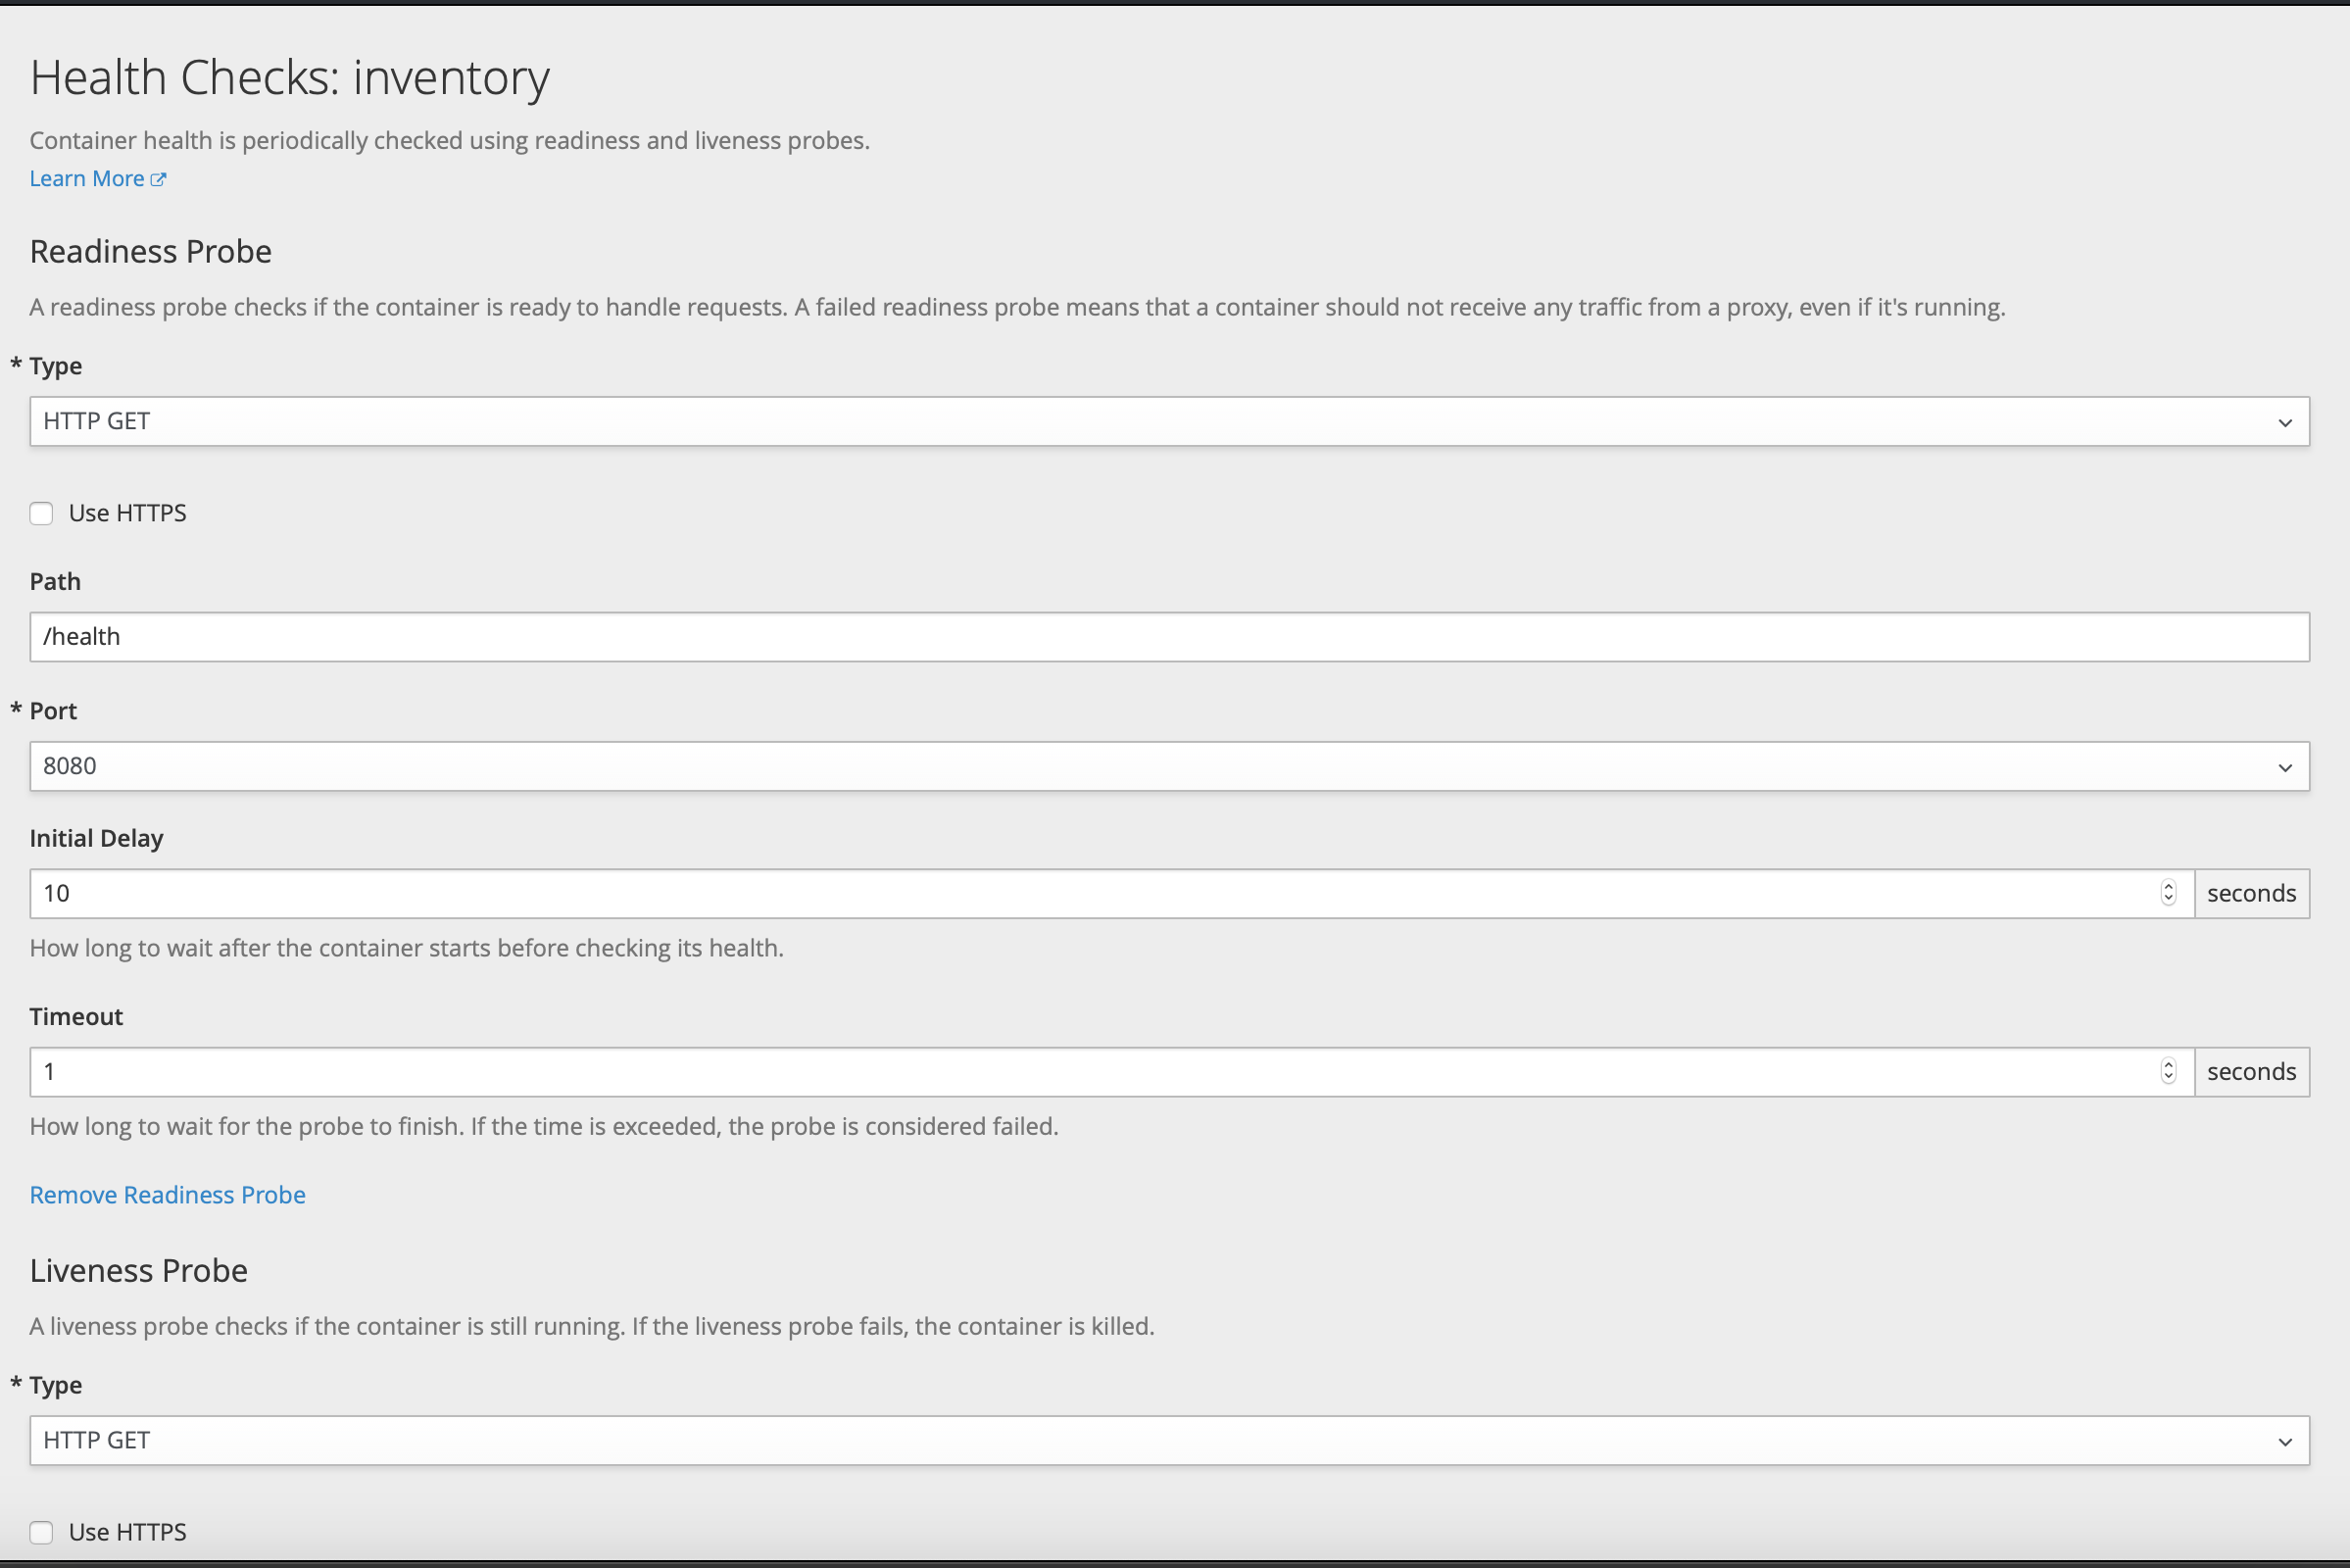 Health Checks: inventory
Container health is periodically checked using readiness and liveness probes.
Learn More
Readiness Probe
A readiness probe checks if the container is ready to handle requests. A failed readiness probe means that a container should not receive any traffic from a proxy, even if it's running.
* Type
HTTP GET
Use HTTPS
Path
/health
* Port
8080
Initial Delay
10 seconds
How long to wait after the container starts before checking its health.
Timeout
1 seconds
How long to wait for the probe to finish. If the time is exceeded, the probe is considered failed.
Remove Readiness Probe
Liveness Probe
A liveness probe checks if the container is still running. If the liveness probe fails, the container is killed.
* Type
HTTP GET
Use HTTPS